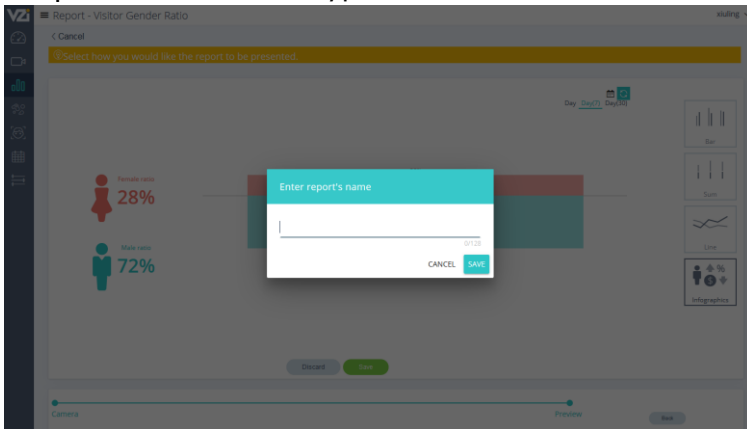 VZi
Report - Visitor Gender Ratio
xiuling
< Cancel
Select how you would like the report to be presented.
Day Day(7) Day(30)
Bar
Female ratio
28%
Enter report's name
Sum
0/128
Male ratio
72%
Line
CANCEL SAVE
Infographics
Discard Save
Camera Preview
Back